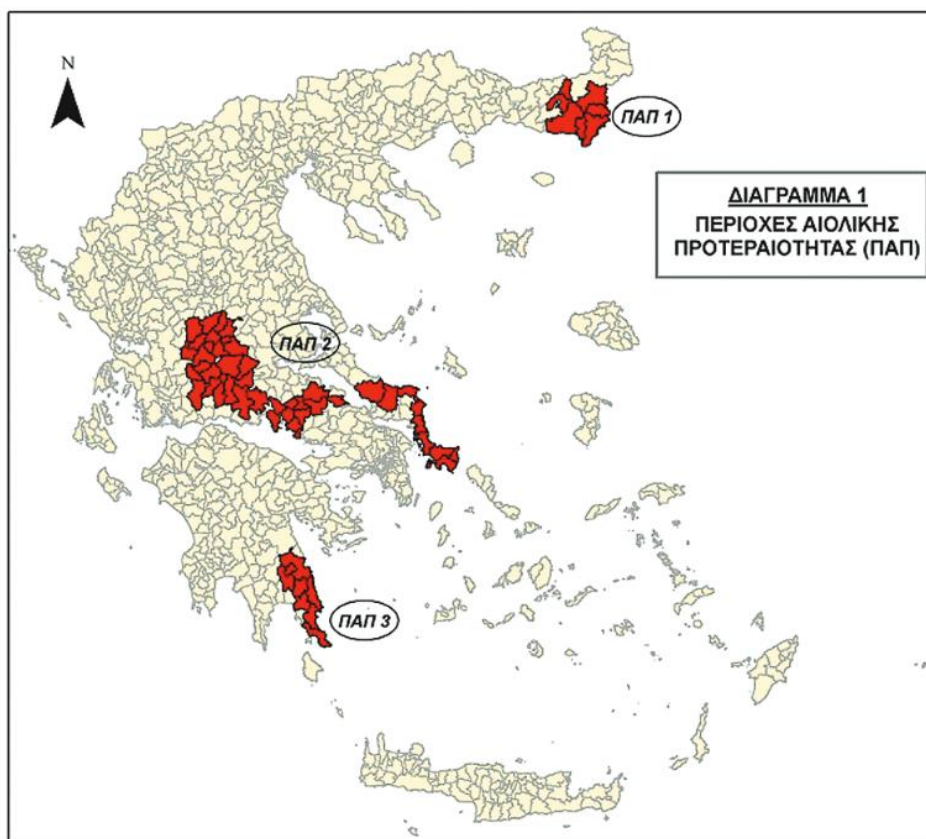 N
ΠΑΠ 1
ΔΙΑΓΡΑΜΜΑ 1
ΠΕΡΙΟΧΕΣ ΑΙΟΛΙΚΗΣ
ΠΡΟΤΕΡΑΙΟΤΗΤΑΣ (ΠΑΠ)
ΠΑΠ 2
ΠΑΠ 3